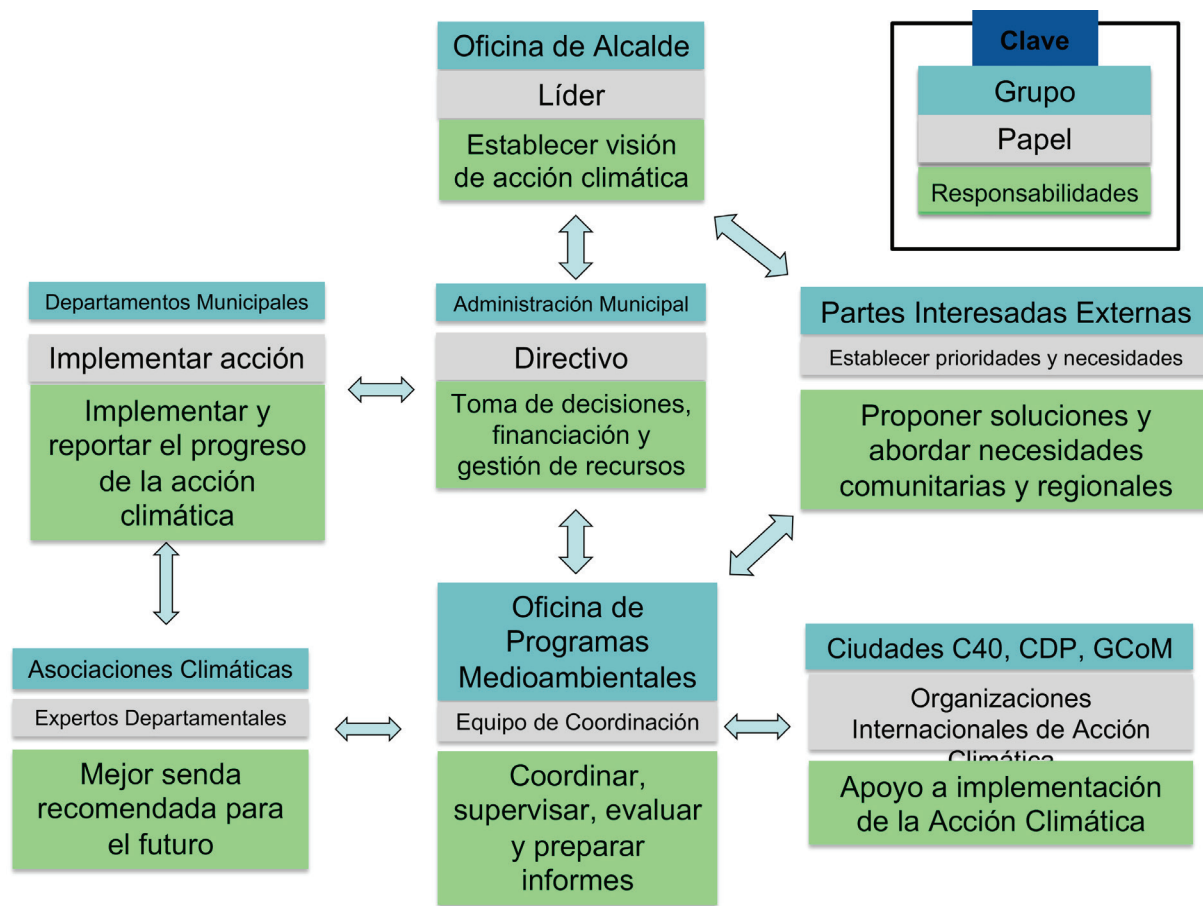 Oficina de Alcalde
Líder
Establecer visión
de acción climática
Clave
Grupo
Papel
Responsabilidades
Departamentos Municipales
Implementar acción
Implementar y
reportar el progreso
de la acción
climática
Administración Municipal
Directivo
Toma de decisiones,
financiación y
gestión de recursos
Partes Interesadas Externas
Establecer prioridades y necesidades
Proponer soluciones y
abordar necesidades
comunitarias y regionales
Asociaciones Climáticas
Expertos Departamentales
Mejor senda
recomendada para
el futuro
Oficina de
Programas
Medioambientales
Equipo de Coordinación
Coordinar,
supervisar, evaluar
y preparar
informes
Ciudades C40, CDP, GCoM
Organizaciones
Internacionales de Acción
Climática
Apoyo a implementación
de la Acción Climática